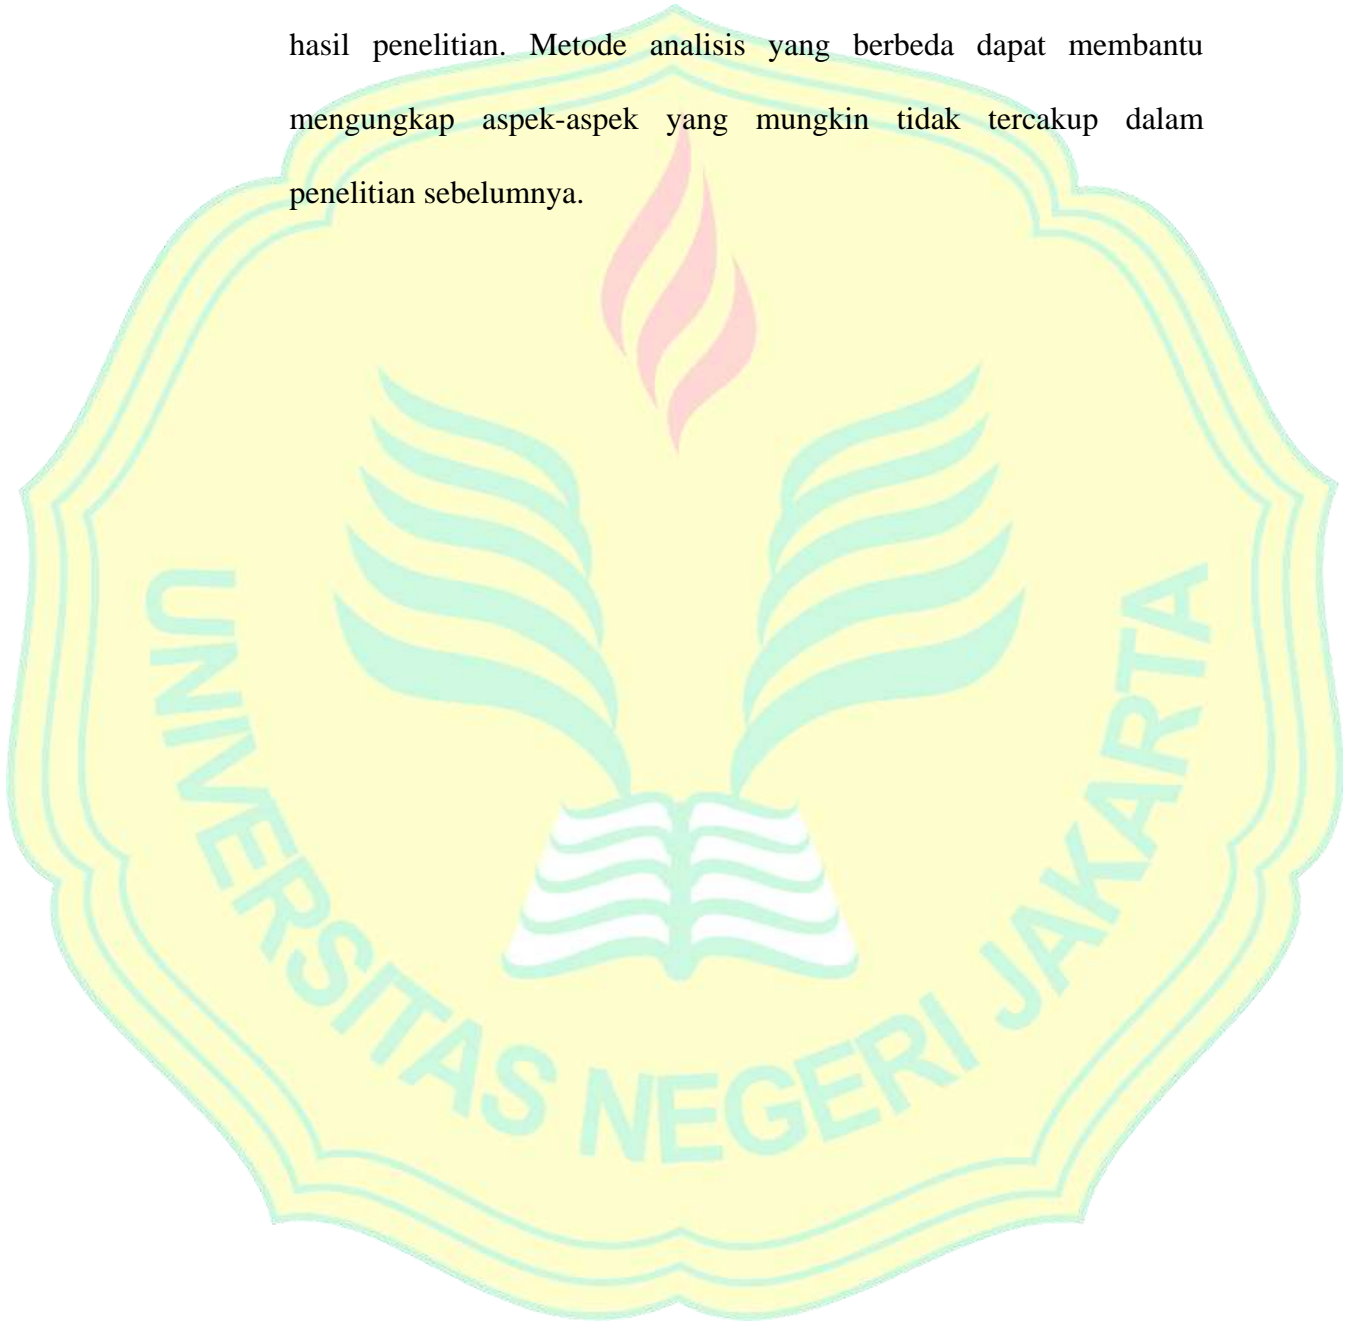 hasil penelitian. Metode analisis yang berbeda dapat membantu
mengungkap aspek-aspek yang mungkin tidak tercakup dalam
penelitian sebelumnya.
UNIVERSITAS NEGERI JAKARTA